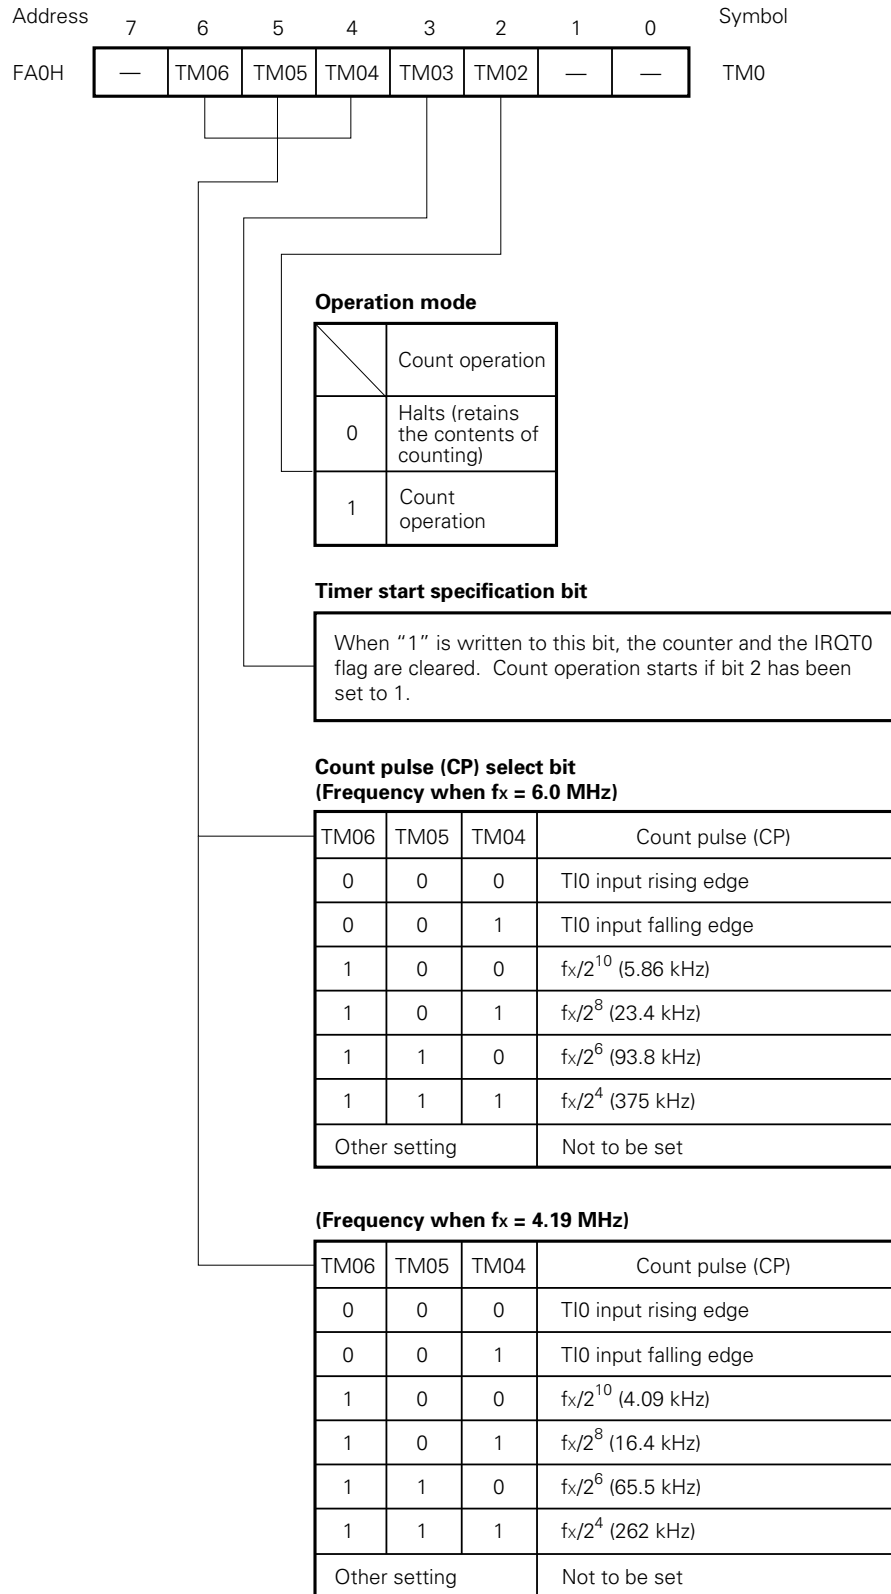 Address 7 6 5 4 3 2 1 0 Symbol
FA0H — TM06 TM05 TM04 TM03 TM02 — — TM0
Operation mode
Count operation
0 Halts (retains
the contents of
counting)
1 Count
operation
Timer start specification bit
When “1” is written to this bit, the counter and the IRQT0
flag are cleared. Count operation starts if bit 2 has been
set to 1.
Count pulse (CP) select bit
(Frequency when fx = 6.0 MHz)
TM06 TM05 TM04 Count pulse (CP)
0 0 0 TI0 input rising edge
0 0 1 TI0 input falling edge
1 0 0 fx/2^10 (5.86 kHz)
1 0 1 fx/2^8 (23.4 kHz)
1 1 0 fx/2^6 (93.8 kHz)
1 1 1 fx/2^4 (375 kHz)
Other setting Not to be set
(Frequency when fx = 4.19 MHz)
TM06 TM05 TM04 Count pulse (CP)
0 0 0 TI0 input rising edge
0 0 1 TI0 input falling edge
1 0 0 fx/2^10 (4.09 kHz)
1 0 1 fx/2^8 (16.4 kHz)
1 1 0 fx/2^6 (65.5 kHz)
1 1 1 fx/2^4 (262 kHz)
Other setting Not to be set